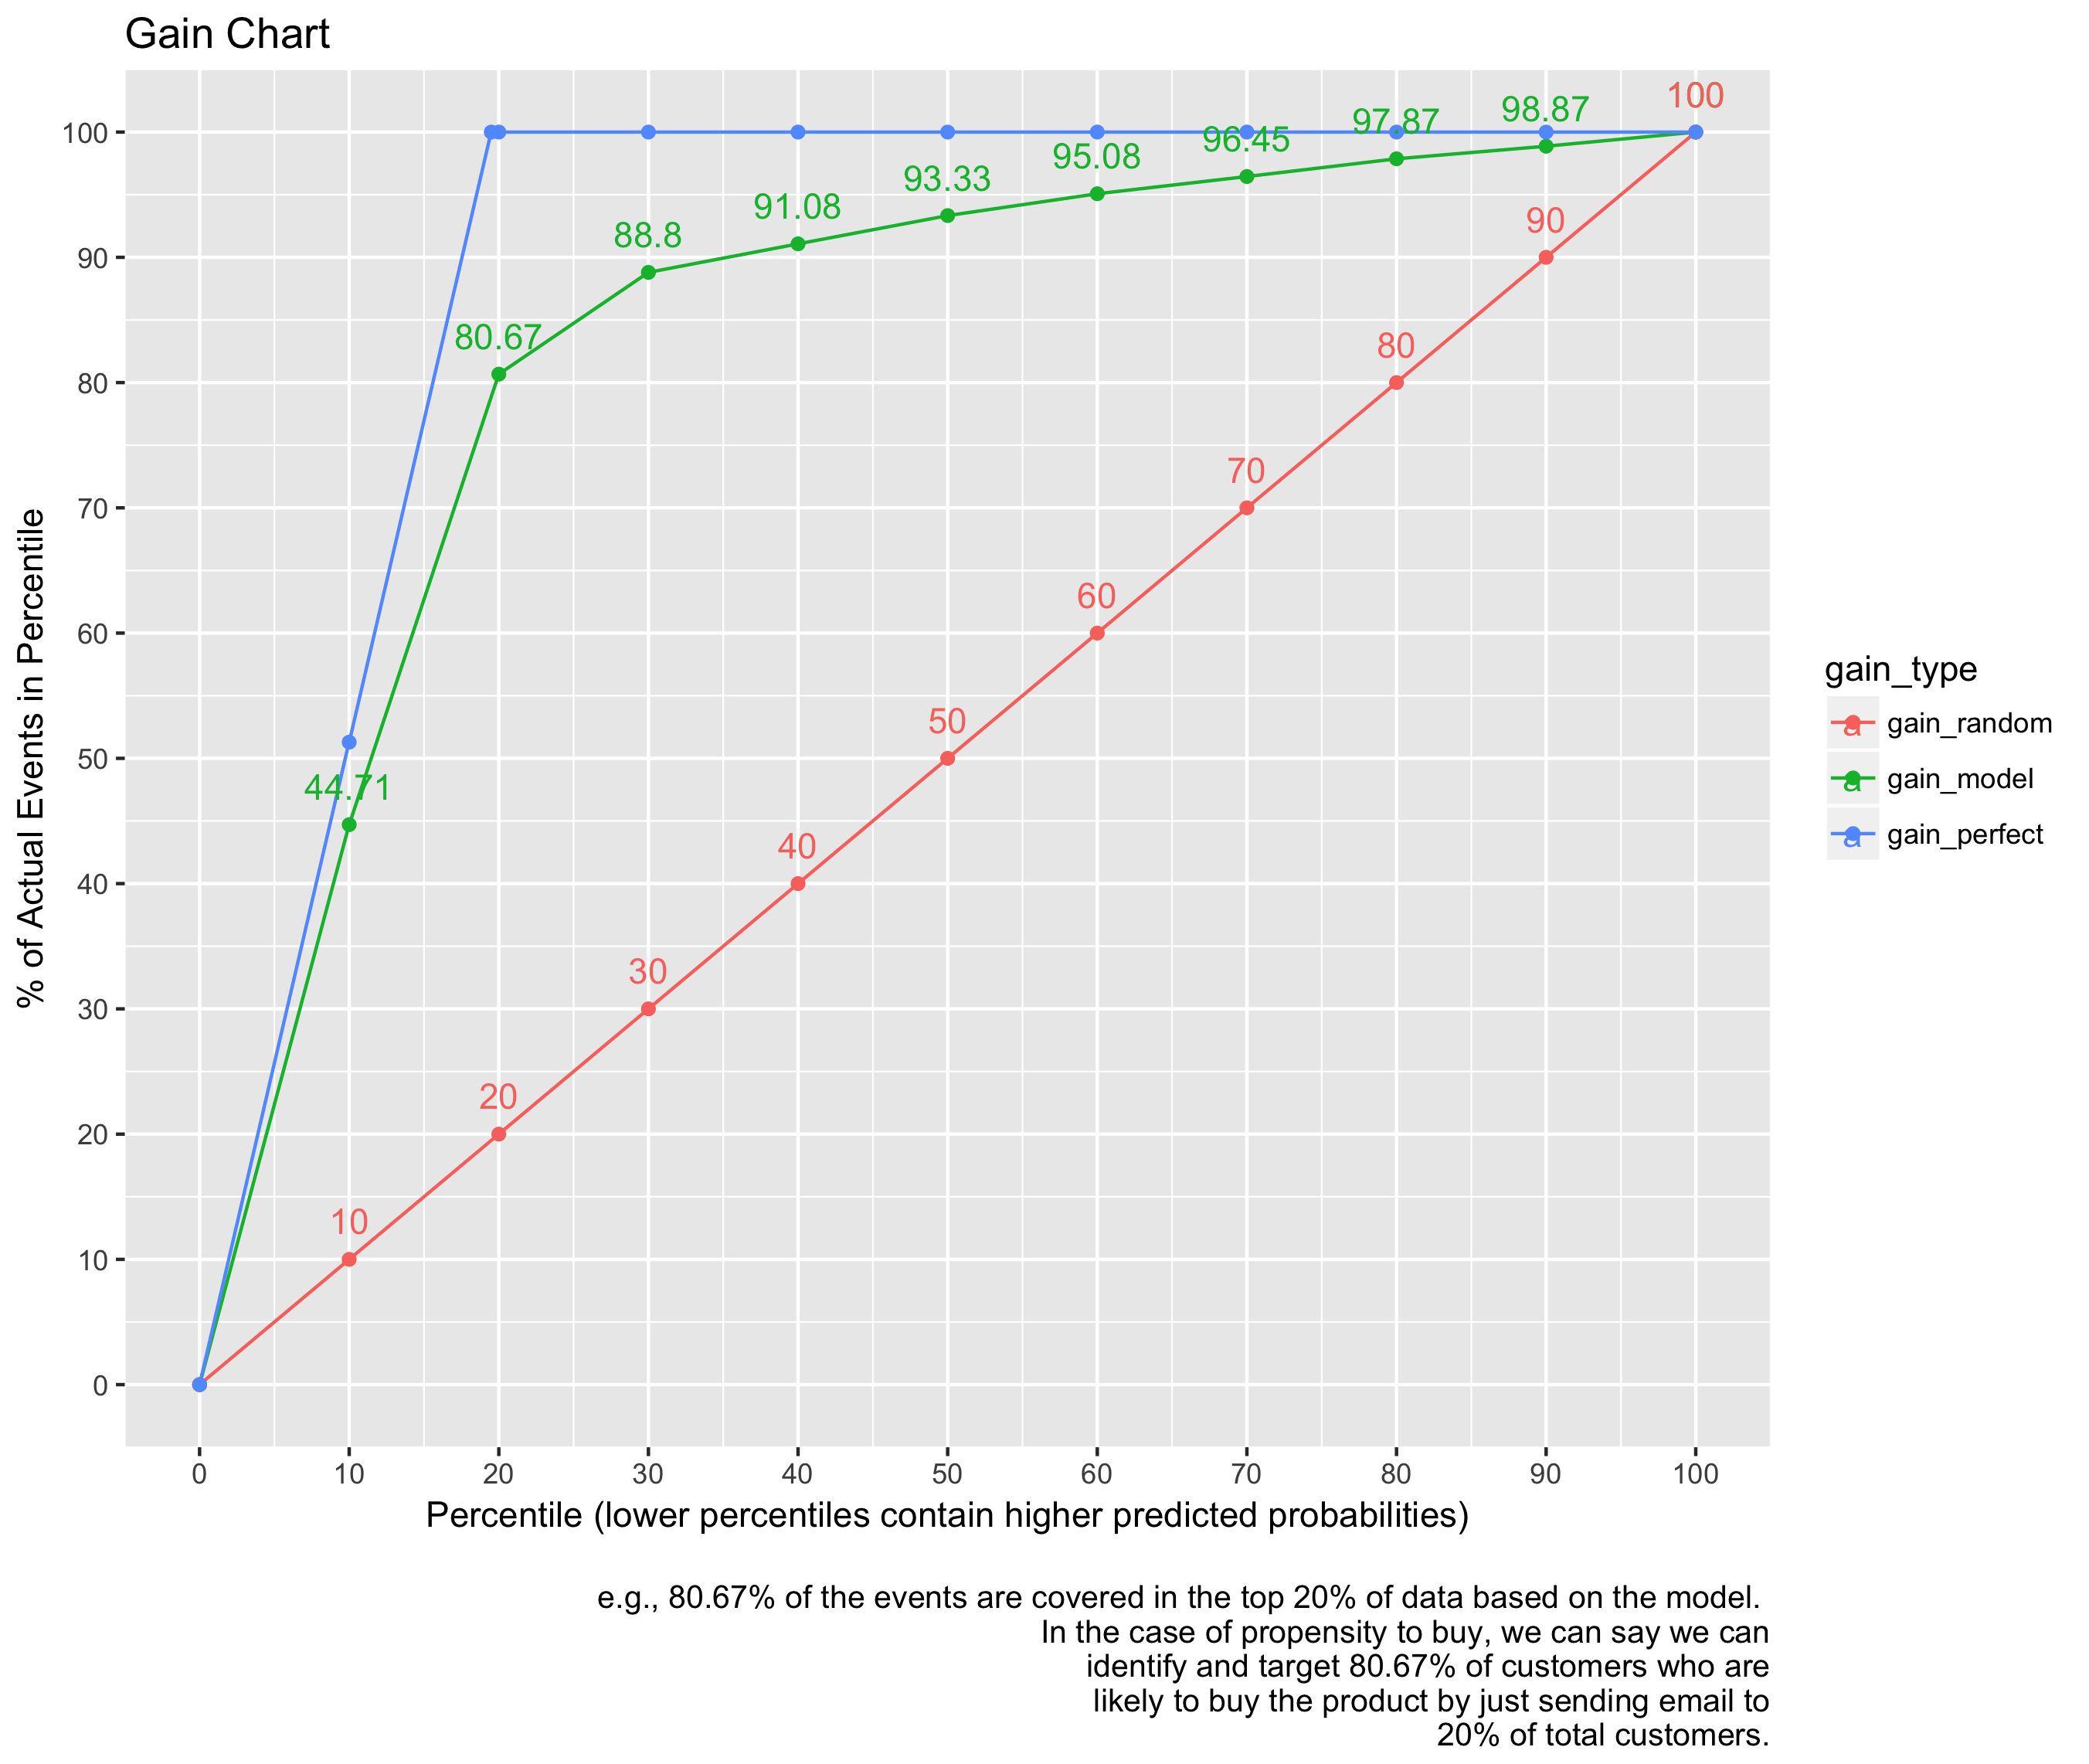 Gain Chart
% of Actual Events in Percentile
100
90
80
70
60
50
40
30
20
10
0
44.71
80.67
88.8
91.08
93.33
95.08
96.45
97.87
98.87
100
10
20
30
40
50
60
70
80
90
0 10 20 30 40 50 60 70 80 90 100
Percentile (lower percentiles contain higher predicted probabilities)
gain_type
a gain_random
a gain_model
a gain_perfect
e.g., 80.67% of the events are covered in the top 20% of data based on the model.
In the case of propensity to buy, we can say we can
identify and target 80.67% of customers who are
likely to buy the product by just sending email to
20% of total customers.